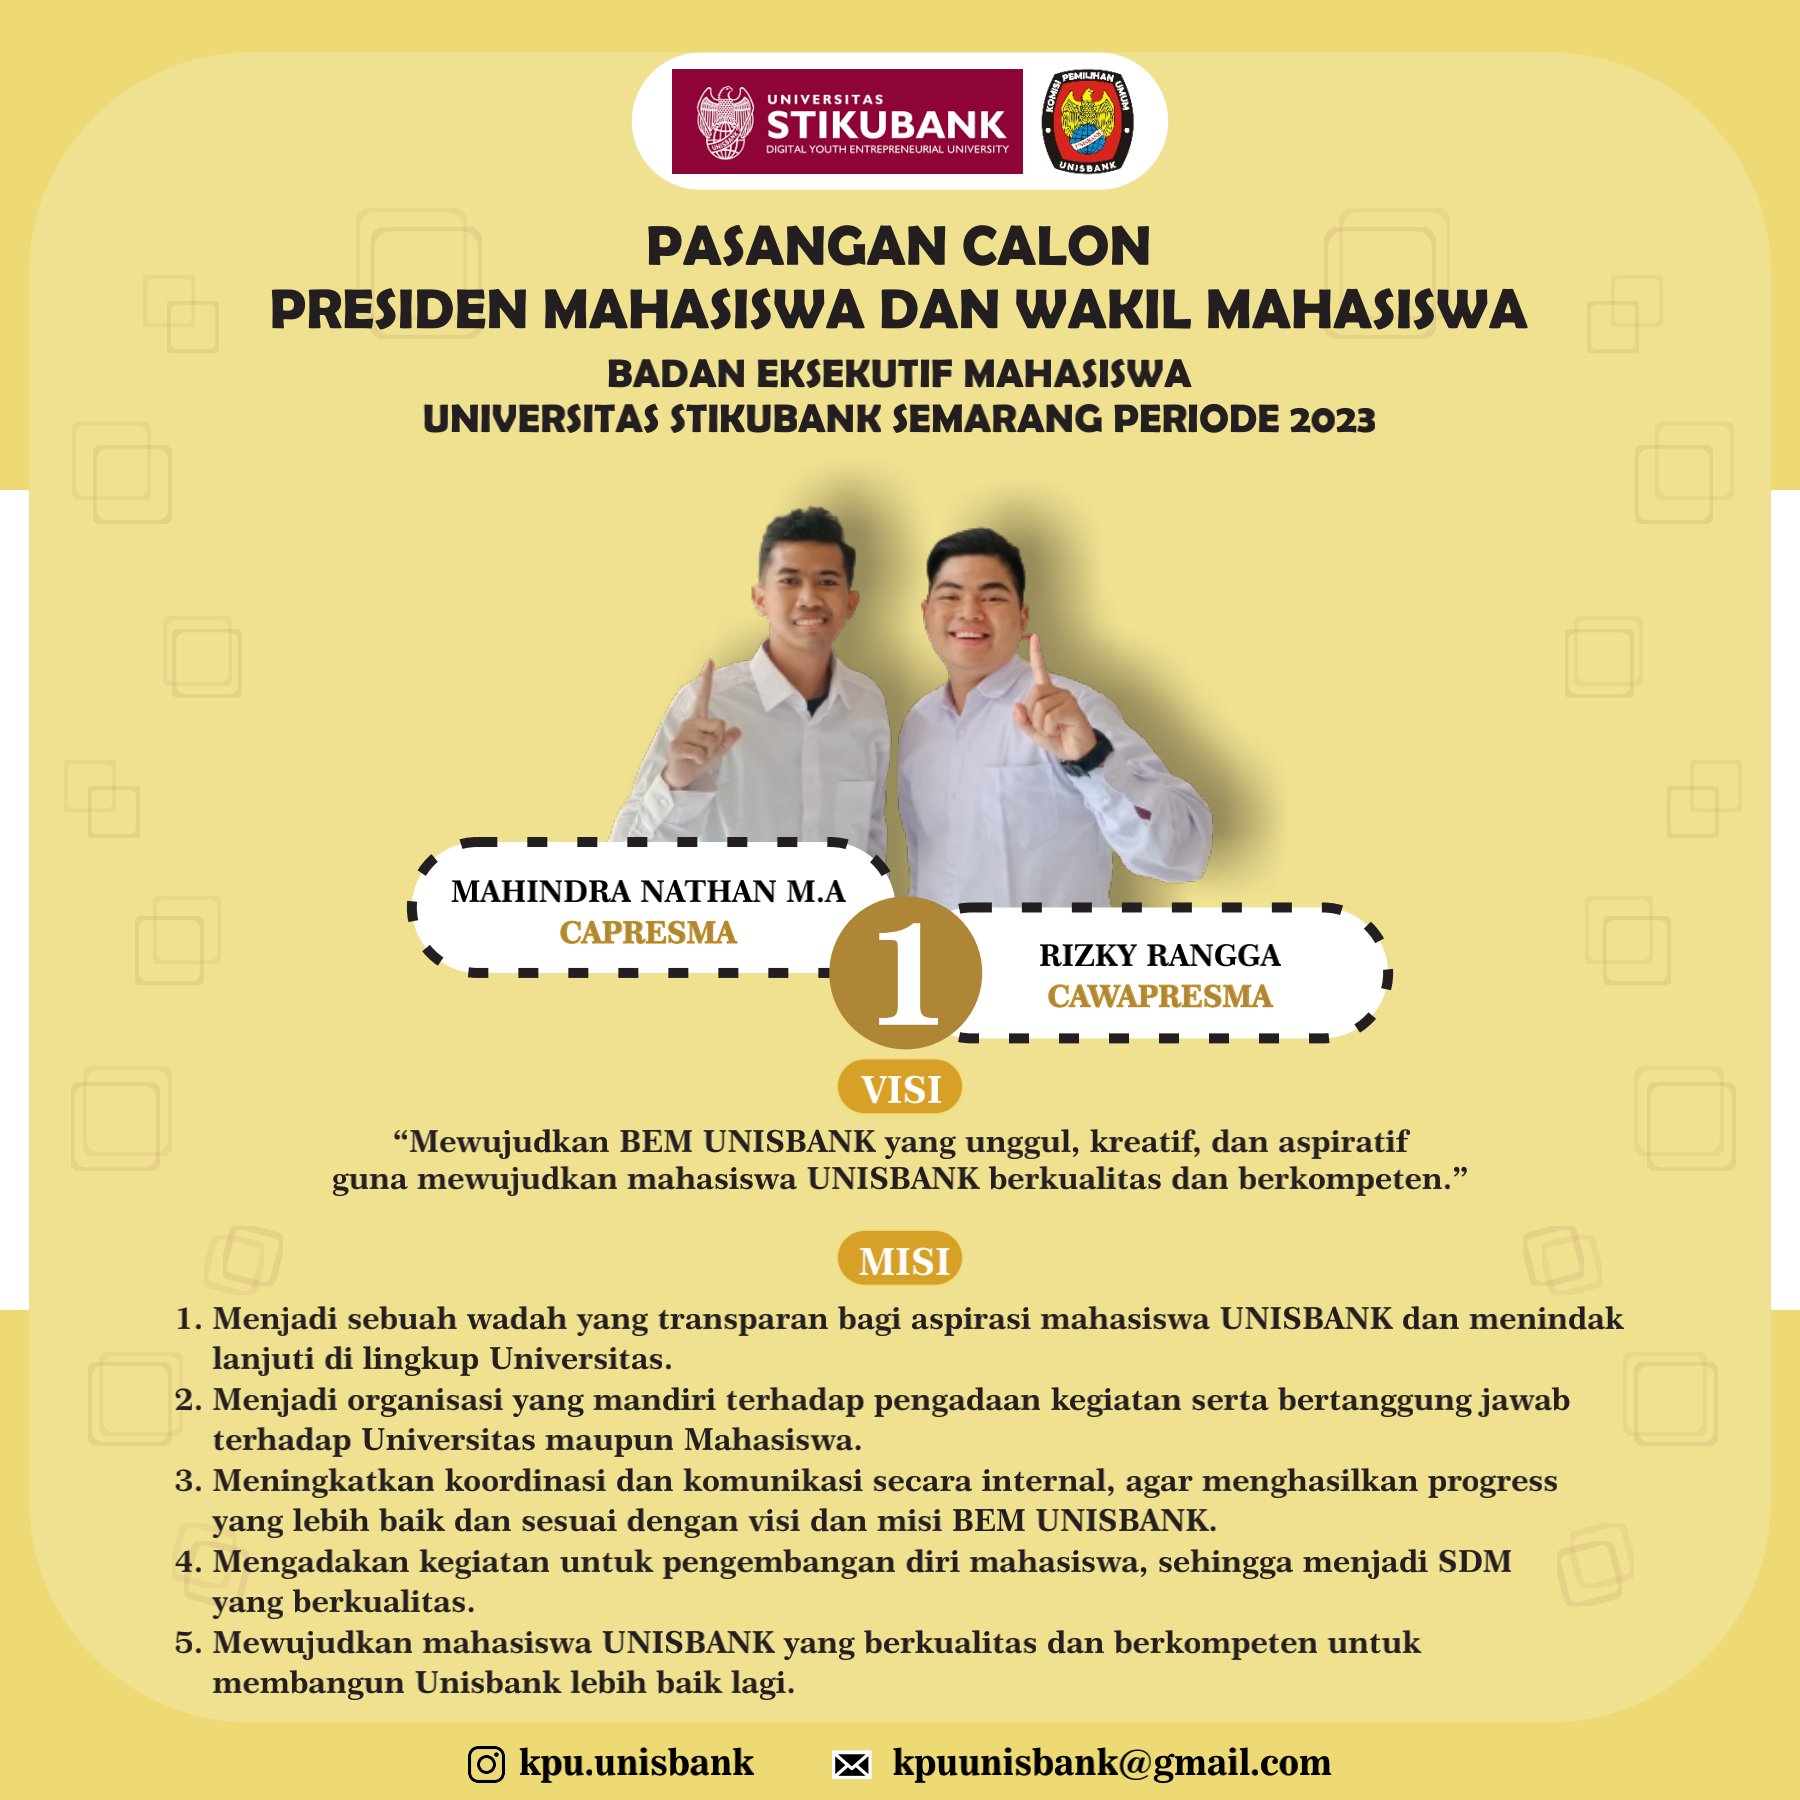 UNIVERSITAS
STIKUBANK
DIGITAL YOUTH ENTREPRENEURIAL UNIVERSITY
KOMISI PEMILIHAN UMUM
UNISBANK
PASANGAN CALON
PRESIDEN MAHASISWA DAN WAKIL MAHASISWA
BADAN EKSEKUTIF MAHASISWA
UNIVERSITAS STIKUBANK SEMARANG PERIODE 2023
MAHINDRA NATHAN M.A
CAPRESMA
1
RIZKY RANGGA
CAWAPRESMA
VISI
“Mewujudkan BEM UNISBANK yang unggul, kreatif, dan aspiratif
guna mewujudkan mahasiswa UNISBANK berkualitas dan berkompeten.”
MISI
1. Menjadi sebuah wadah yang transparan bagi aspirasi mahasiswa UNISBANK dan menindak
lanjuti di lingkup Universitas.
2. Menjadi organisasi yang mandiri terhadap pengadaan kegiatan serta bertanggung jawab
terhadap Universitas maupun Mahasiswa.
3. Meningkatkan koordinasi dan komunikasi secara internal, agar menghasilkan progress
yang lebih baik dan sesuai dengan visi dan misi BEM UNISBANK.
4. Mengadakan kegiatan untuk pengembangan diri mahasiswa, sehingga menjadi SDM
yang berkualitas.
5. Mewujudkan mahasiswa UNISBANK yang berkualitas dan berkompeten untuk
membangun Unisbank lebih baik lagi.
kpu.unisbank
kpuunisbank@gmail.com